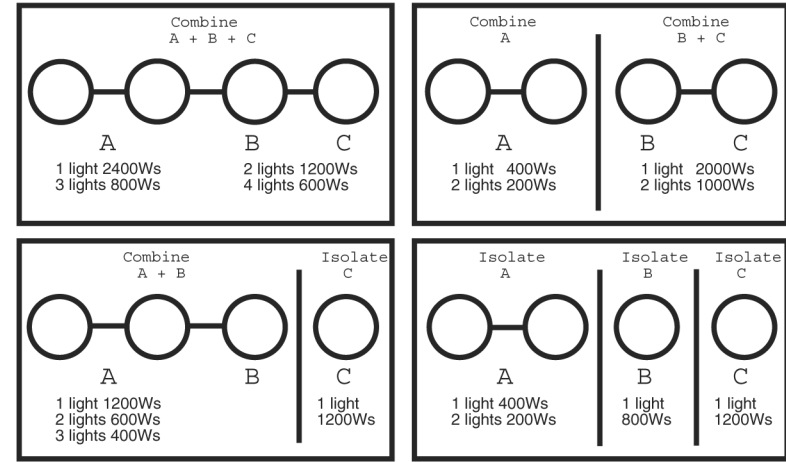 Combine
A + B + C
A
B
C
1 light 2400Ws
3 lights 800Ws
2 lights 1200Ws
4 lights 600Ws
Combine
A
Combine
B + C
A
B
C
1 light 400Ws
2 lights 200Ws
1 light 2000Ws
2 lights 1000Ws
Combine
A + B
Isolate
C
A
B
C
1 light 1200Ws
2 lights 600Ws
3 lights 400Ws
1 light
1200Ws
Isolate
A
Isolate
B
Isolate
C
A
B
C
1 light 400Ws
2 lights 200Ws
1 light
800Ws
1 light
1200Ws